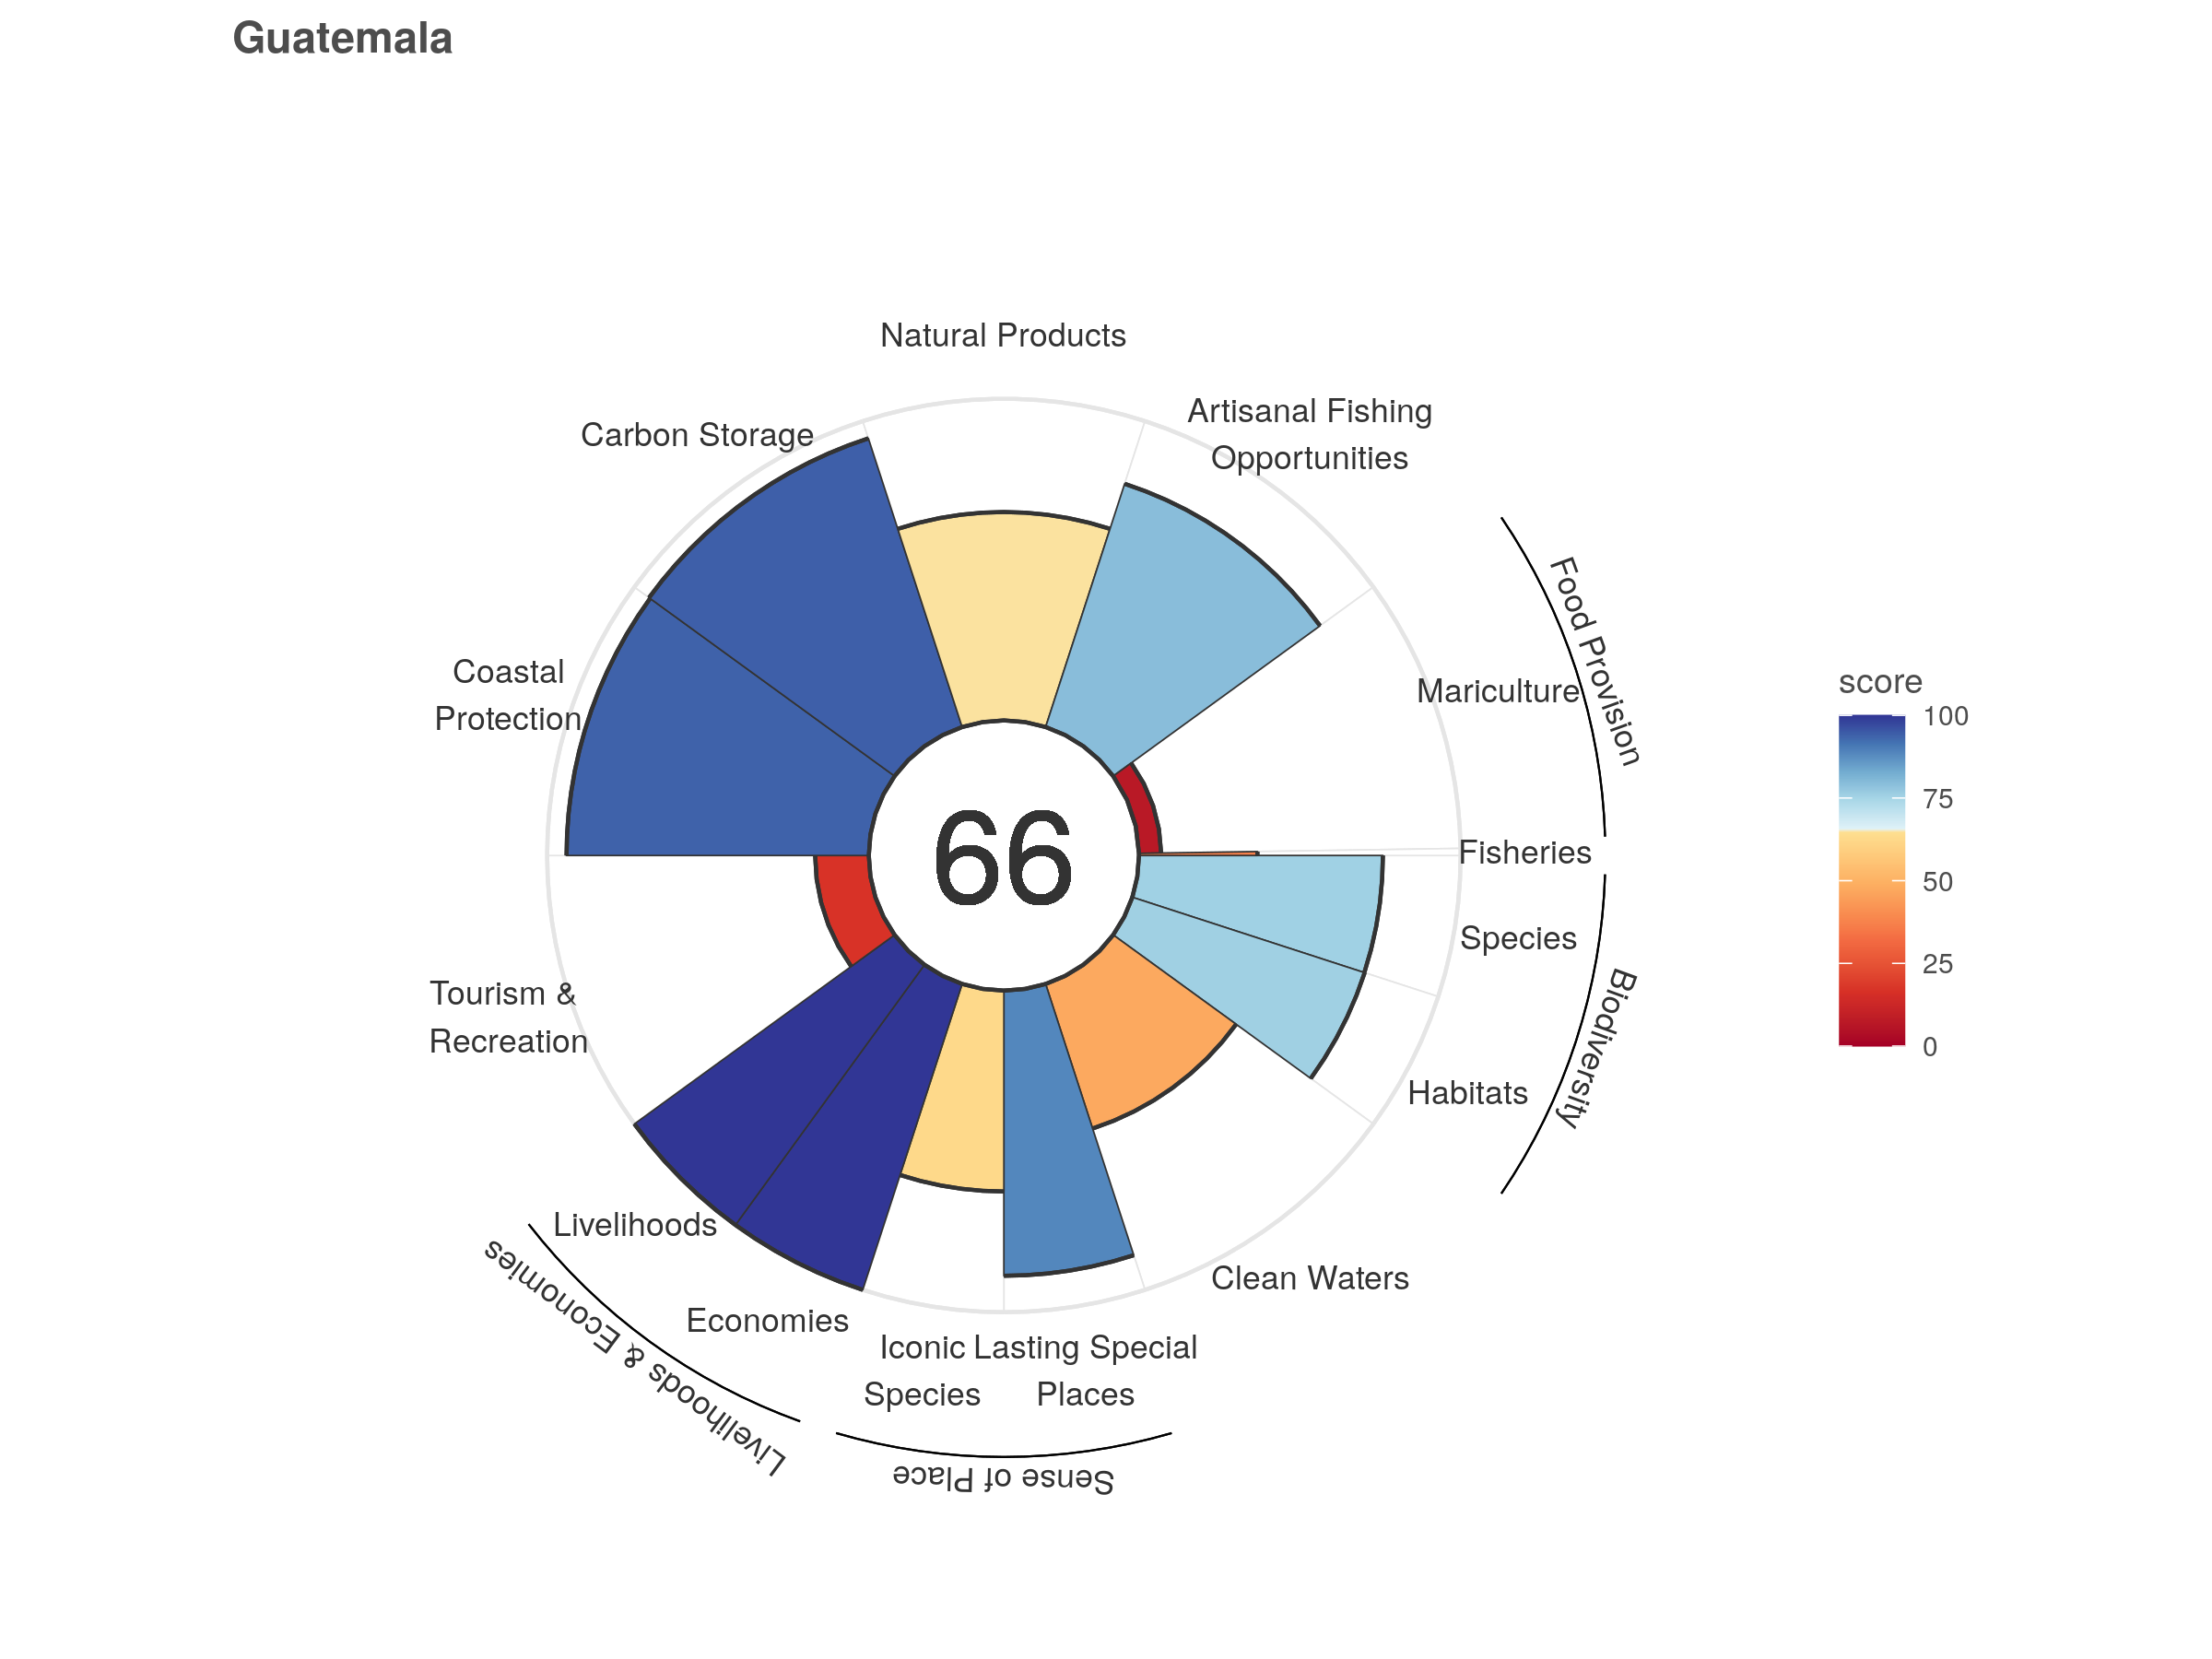 Guatemala
Natural Products
Artisanal Fishing
Opportunities
Carbon Storage
Food Provision
Coastal
Protection
Mariculture
score
100
75
50
25
0
66
Fisheries
Species
Biodiversity
Tourism &
Recreation
Habitats
Livelihoods
Clean Waters
Economies
Livelihoods & Economies
Iconic
Species
Lasting Special
Places
Sense of Place